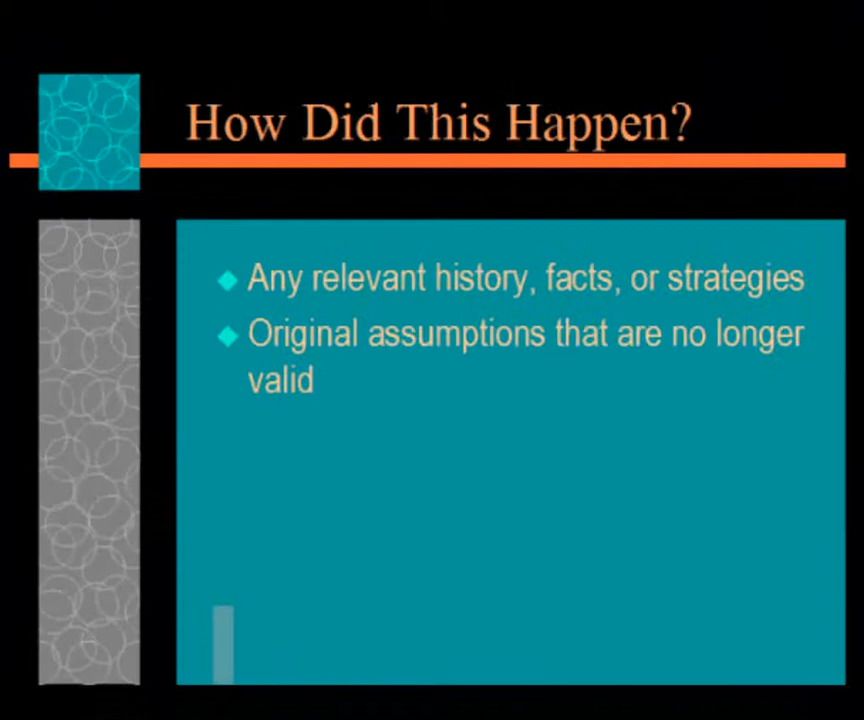 How Did This Happen?
Any relevant history, facts, or strategies
Original assumptions that are no longer
valid